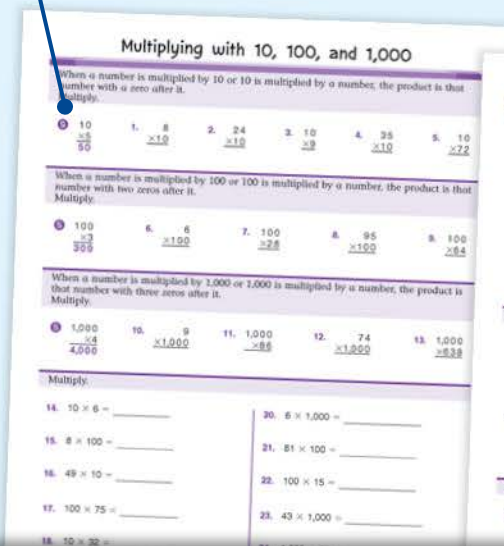 Multiplying with 10, 100, and 1,000
When a number is multiplied by 10 or 10 is multiplied by a number, the product is that
number with a zero after it.
Multiply.
S 10 1. 8 2. 24 3. 10 4. 35 5. 10
×5 ×10 ×10 ×9 ×10 ×72
50
When a number is multiplied by 100 or 100 is multiplied by a number, the product is that
number with two zeros after it.
Multiply.
S 100 6. 6 7. 100 8. 95 9. 100
×3 ×100 ×28 ×100 ×64
300
When a number is multiplied by 1,000 or 1,000 is multiplied by a number, the product is
that number with three zeros after it.
Multiply.
S 1,000 10. 9 11. 1,000 12. 74 13. 1,000
×4 ×1,000 ×86 ×1,000 ×638
4,000
Multiply.
14. 10 × 6 =
15. 8 × 100 =
16. 49 × 10 =
17. 100 × 75 =
18. 10 × 32 =
20. 6 × 1,000 =
21. 81 × 100 =
22. 100 × 15 =
23. 43 × 1,000 =